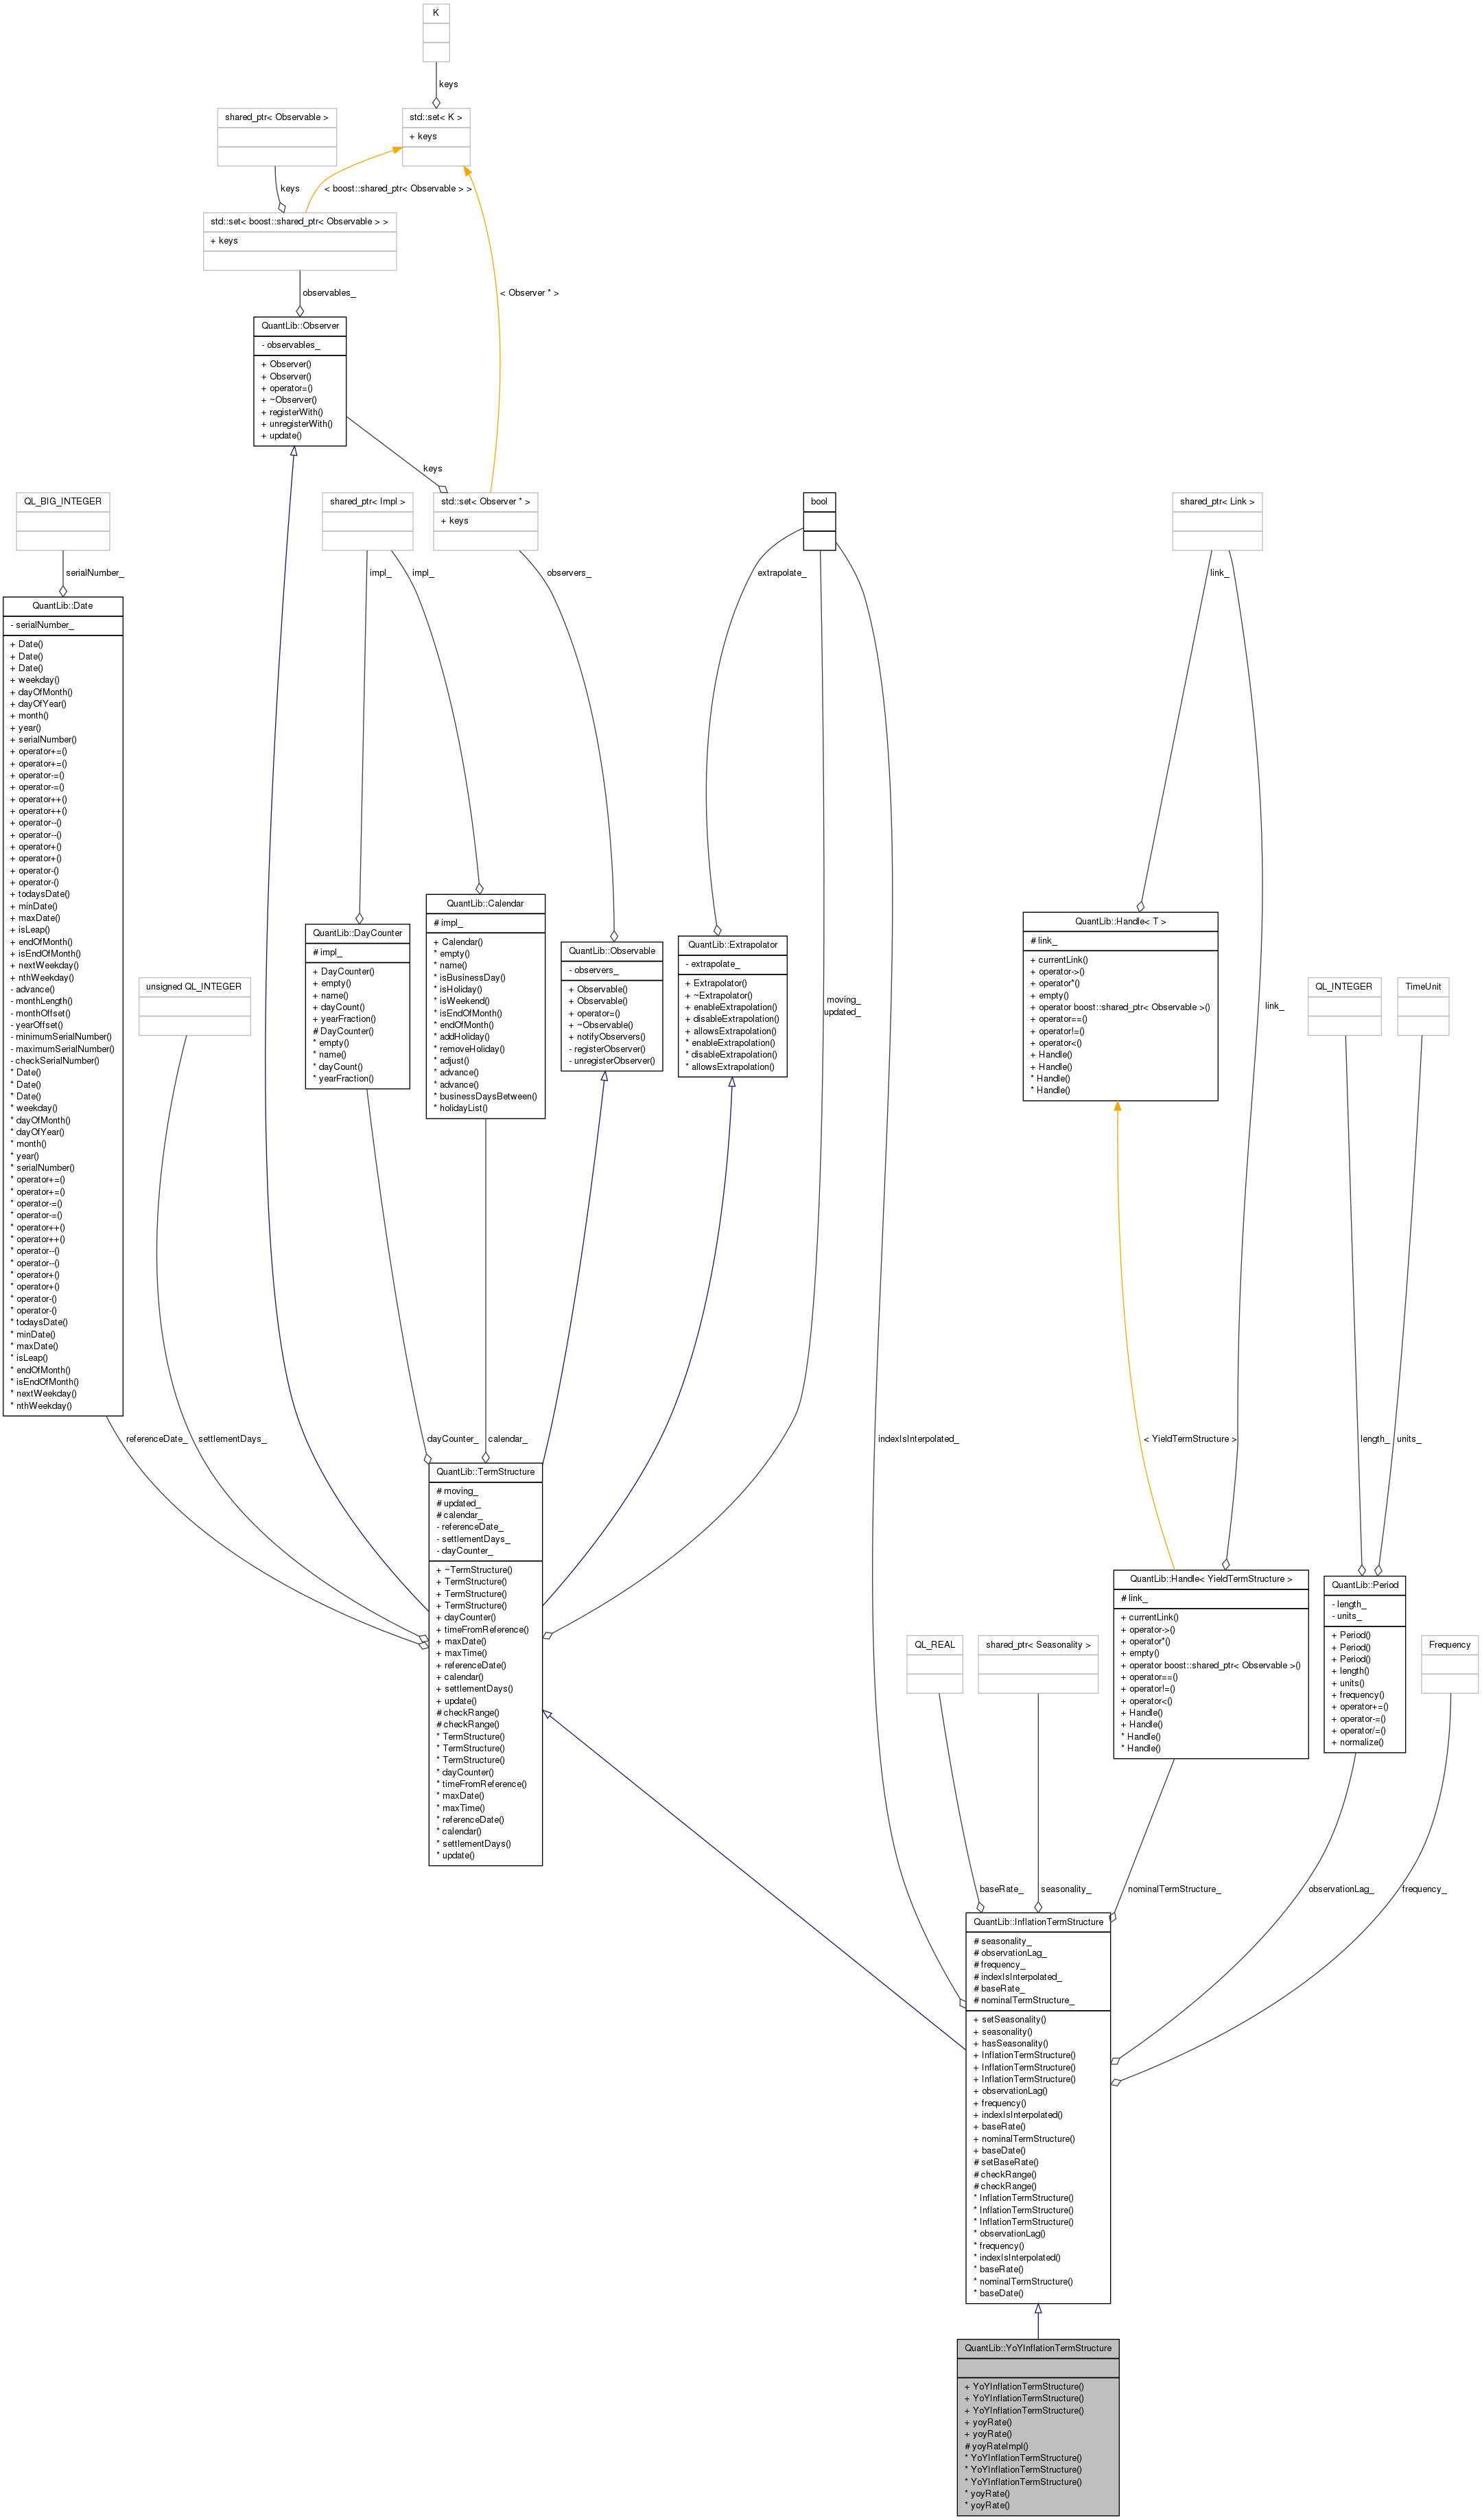 K
keys
shared_ptr< Observable >
std::set< K >
+ keys
keys
< boost::shared_ptr< Observable > >
std::set< boost::shared_ptr< Observable > >
+ keys
observables_
< Observer * >
QuantLib::Observer
- observables_
+ Observer()
+ Observer()
+ operator=()
+ ~Observer()
+ registerWith()
+ unregisterWith()
+ update()
keys
QL_BIG_INTEGER
serialNumber_
shared_ptr< Impl >
impl_
impl_
std::set< Observer * >
+ keys
observers_
bool
extrapolate_
shared_ptr< Link >
link_
QuantLib::Date
- serialNumber_
+ Date()
+ Date()
+ Date()
+ weekday()
+ dayOfMonth()
+ dayOfYear()
+ month()
+ year()
+ serialNumber()
+ operator+=()
+ operator+=()
+ operator-=()
+ operator-=()
+ operator++()
+ operator++()
+ operator--()
+ operator--()
+ operator+()
+ operator+()
+ operator-()
+ operator-()
+ todaysDate()
+ minDate()
+ maxDate()
+ isLeap()
+ endOfMonth()
+ isEndOfMonth()
+ nextWeekday()
+ nthWeekday()
- advance()
- monthLength()
- monthOffset()
- yearOffset()
- minimumSerialNumber()
- maximumSerialNumber()
- checkSerialNumber()
* Date()
* Date()
* Date()
* weekday()
* dayOfMonth()
* dayOfYear()
* month()
* year()
* serialNumber()
* operator+=()
* operator+=()
* operator-=()
* operator-=()
* operator++()
* operator++()
* operator--()
* operator--()
* operator+()
* operator+()
* operator-()
* operator-()
* todaysDate()
* minDate()
* maxDate()
* isLeap()
* endOfMonth()
* isEndOfMonth()
* nextWeekday()
* nthWeekday()
unsigned QL_INTEGER
QuantLib::DayCounter
# impl_
+ DayCounter()
+ empty()
+ name()
+ dayCount()
+ yearFraction()
# DayCounter()
* empty()
* name()
* dayCount()
* yearFraction()
QuantLib::Calendar
# impl_
+ Calendar()
* empty()
* name()
* isBusinessDay()
* isHoliday()
* isWeekend()
* isEndOfMonth()
* endOfMonth()
* addHoliday()
* removeHoliday()
* adjust()
* advance()
* advance()
* businessDaysBetween()
* holidayList()
QuantLib::Observable
- observers_
+ Observable()
+ Observable()
+ operator=()
+ ~Observable()
+ notifyObservers()
- registerObserver()
- unregisterObserver()
QuantLib::Extrapolator
- extrapolate_
+ Extrapolator()
+ ~Extrapolator()
+ enableExtrapolation()
+ disableExtrapolation()
+ allowsExtrapolation()
* enableExtrapolation()
* disableExtrapolation()
* allowsExtrapolation()
moving_
updated_
QuantLib::Handle< T >
# link_
+ currentLink()
+ operator->()
+ operator*()
+ empty()
+ operator boost::shared_ptr< Observable >()
+ operator==()
+ operator!=()
+ operator<()
+ Handle()
+ Handle()
* Handle()
* Handle()
link_
QL_INTEGER
TimeUnit
referenceDate_
settlementDays_
dayCounter_
calendar_
indexIsInterpolated_
< YieldTermStructure >
length_
units_
QuantLib::TermStructure
# moving_
# updated_
# calendar_
- referenceDate_
- settlementDays_
- dayCounter_
+ ~TermStructure()
+ TermStructure()
+ TermStructure()
+ TermStructure()
+ dayCounter()
+ timeFromReference()
+ maxDate()
+ maxTime()
+ referenceDate()
+ calendar()
+ settlementDays()
+ update()
# checkRange()
# checkRange()
* TermStructure()
* TermStructure()
* TermStructure()
* dayCounter()
* timeFromReference()
* maxDate()
* maxTime()
* referenceDate()
* calendar()
* settlementDays()
* update()
QL_REAL
shared_ptr< Seasonality >
QuantLib::Handle< YieldTermStructure >
# link_
+ currentLink()
+ operator->()
+ operator*()
+ empty()
+ operator boost::shared_ptr< Observable >()
+ operator==()
+ operator!=()
+ operator<()
+ Handle()
+ Handle()
* Handle()
* Handle()
QuantLib::Period
- length_
- units_
+ Period()
+ Period()
+ Period()
+ length()
+ units()
+ frequency()
+ operator+=()
+ operator-=()
+ operator/=()
+ normalize()
Frequency
baseRate_
seasonality_
nominalTermStructure_
observationLag_
frequency_
QuantLib::InflationTermStructure
# seasonality_
# observationLag_
# frequency_
# indexIsInterpolated_
# baseRate_
# nominalTermStructure_
+ setSeasonality()
+ seasonality()
+ hasSeasonality()
+ InflationTermStructure()
+ InflationTermStructure()
+ InflationTermStructure()
+ observationLag()
+ frequency()
+ indexIsInterpolated()
+ baseRate()
+ nominalTermStructure()
+ baseDate()
# setBaseRate()
# checkRange()
# checkRange()
* InflationTermStructure()
* InflationTermStructure()
* InflationTermStructure()
* observationLag()
* frequency()
* indexIsInterpolated()
* baseRate()
* nominalTermStructure()
* baseDate()
QuantLib::YoYInflationTermStructure
+ YoYInflationTermStructure()
+ YoYInflationTermStructure()
+ YoYInflationTermStructure()
+ yoyRate()
+ yoyRate()
# yoyRateImpl()
* YoYInflationTermStructure()
* YoYInflationTermStructure()
* YoYInflationTermStructure()
* yoyRate()
* yoyRate()